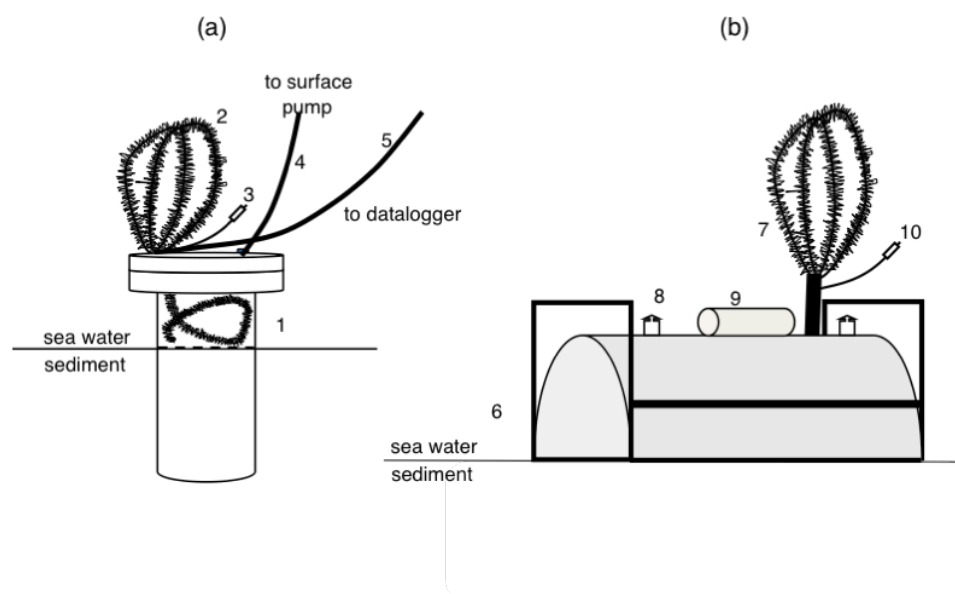 (a)
(b)
to surface
pump
2
5
4
3
to datalogger
7
10
8
9
1
sea water
sediment
6
sea water
sediment